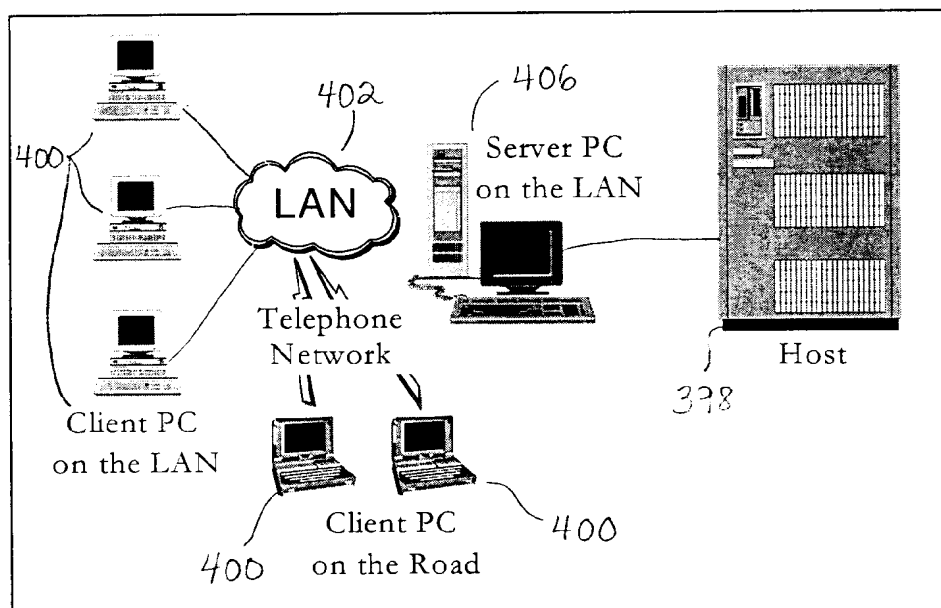 402
406
400
LAN
Server PC
on the LAN
Telephone
Network
Host
398
Client PC
on the LAN
400
Client PC
on the Road
400